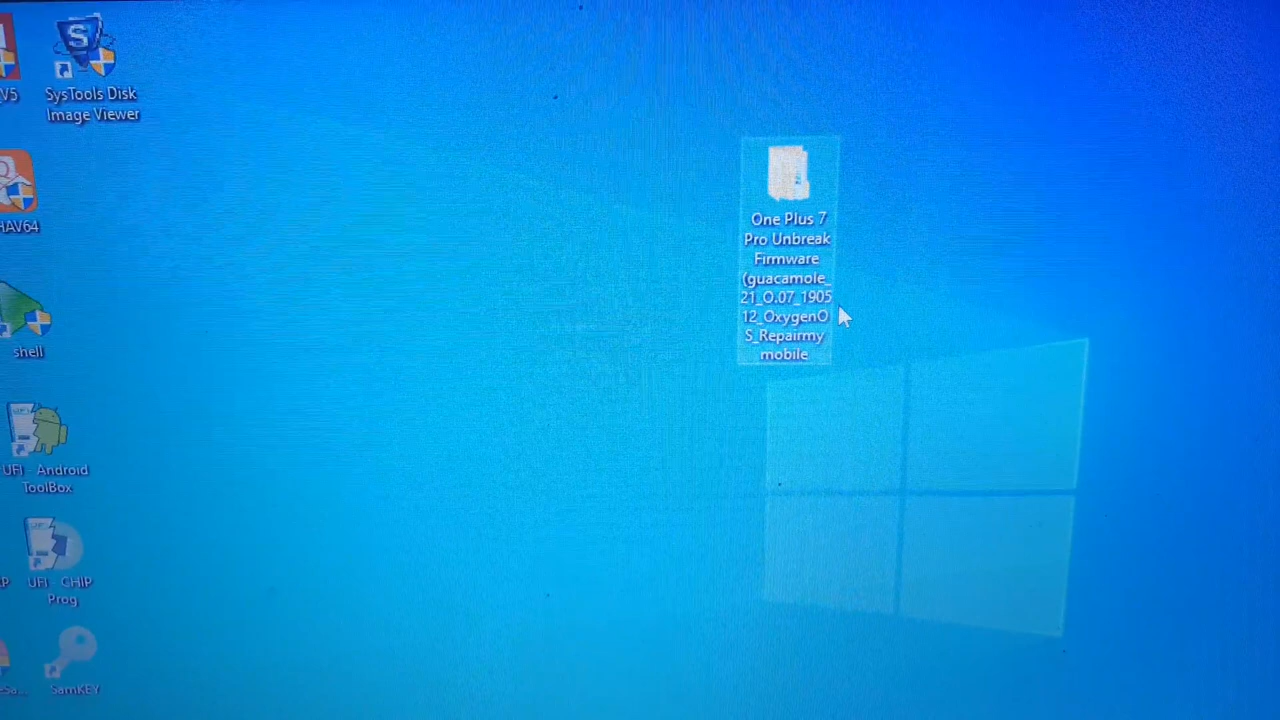 V5
SysTools Disk
Image Viewer
HAV64
shell
UFI - Android
ToolBox
UFI - CHIP
Prog
SamKEY
One Plus 7
Pro Unbreak
Firmware
(guacamole_
21_O.07_1905
12_OxygenO
S_Repairmy
mobile